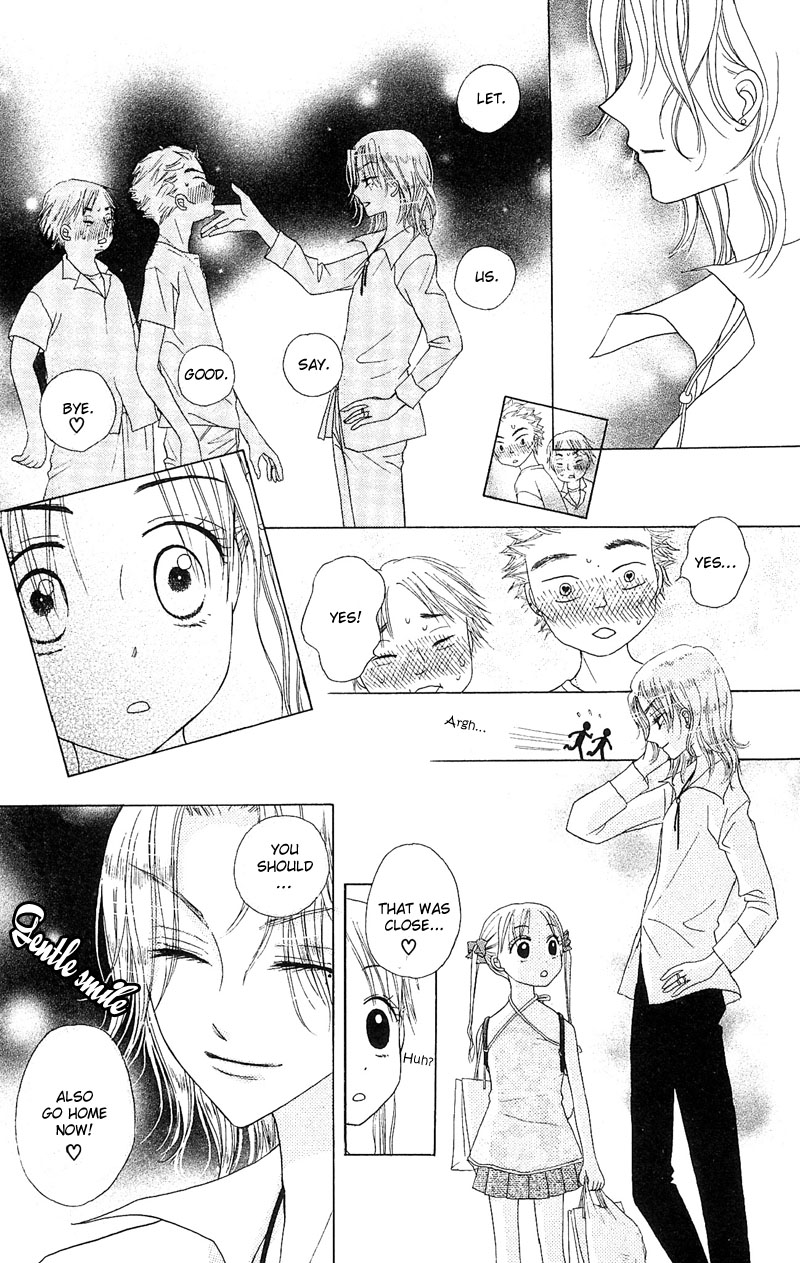 LET.
US.
SAY.
GOOD.
BYE.
♡
YES...
YES!
Argh...
THAT WAS
CLOSE...
♡
Huh?
YOU
SHOULD
...
Gentle smile
ALSO
GO HOME
NOW!
♡